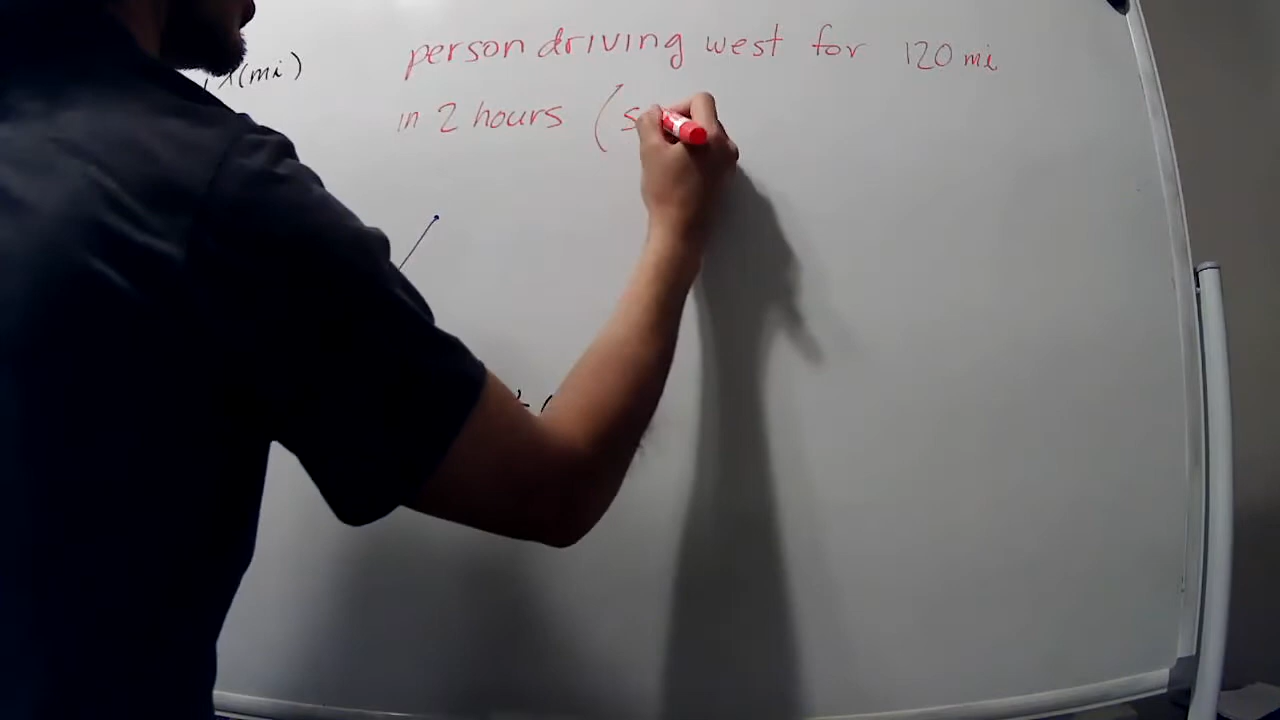 person driving west for 120 mi
x(mi)
in 2 hours (s
t (